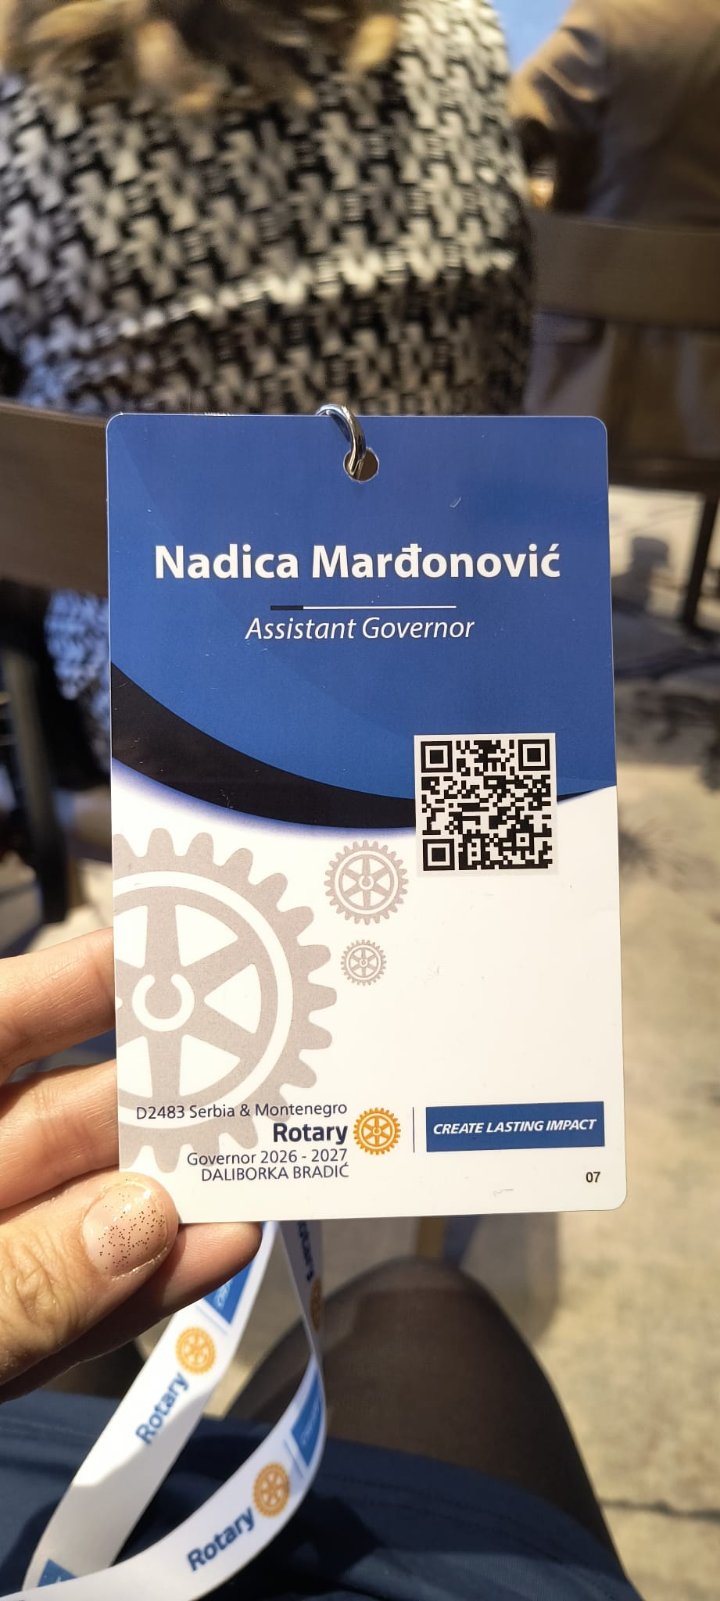 Nadica Marđonović
Assistant Governor
D2483 Serbia & Montenegro
Rotary
Governor 2026 - 2027
DALIBORKA BRADIĆ
CREATE LASTING IMPACT
07
Rotary
Rotary